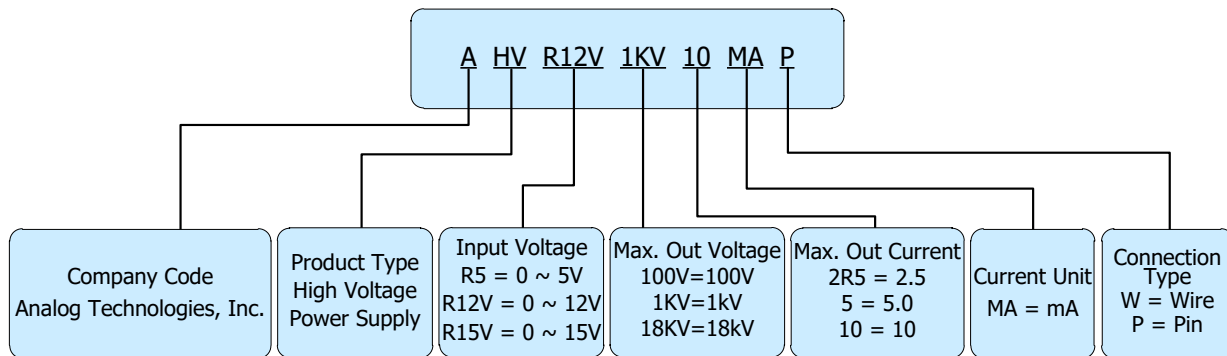 A HV R12V 1KV 10 MA P
Company Code
Analog Technologies, Inc.
Product Type
High Voltage
Power Supply
Input Voltage
R5 = 0 ~ 5V
R12V = 0 ~ 12V
R15V = 0 ~ 15V
Max. Out Voltage
100V=100V
1KV=1kV
18KV=18kV
Max. Out Current
2R5 = 2.5
5 = 5.0
10 = 10
Current Unit
MA = mA
Connection
Type
W = Wire
P = Pin